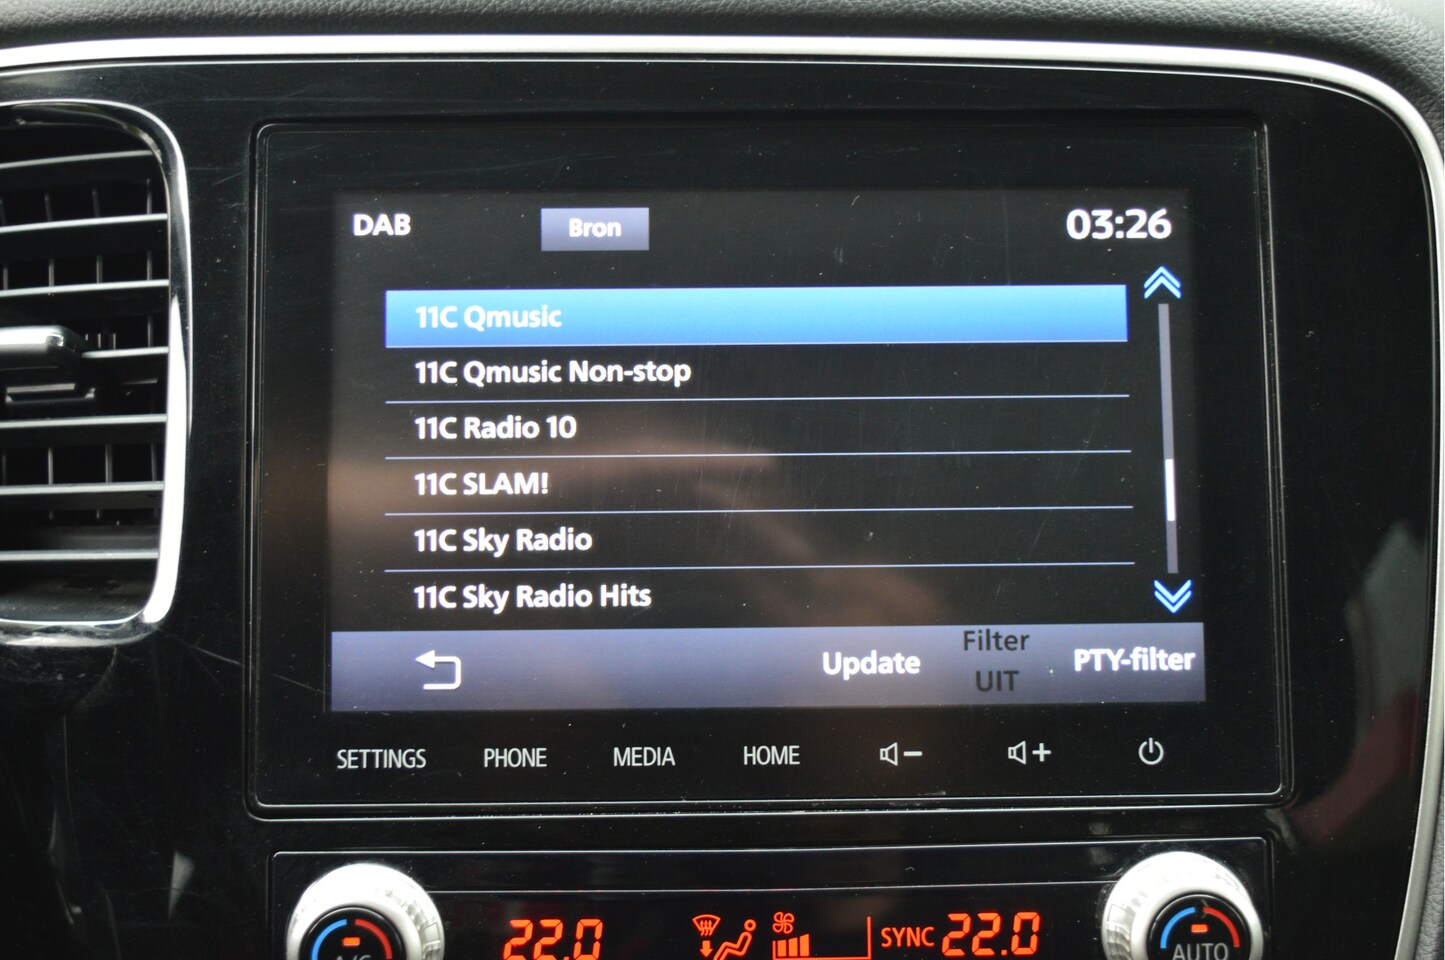 DAB
Bron
03:26
11C Qmusic
11C Qmusic Non-stop
11C Radio 10
11C SLAM!
11C Sky Radio
11C Sky Radio Hits
Update
Filter
UIT
PTY-filter
SETTINGS
PHONE
MEDIA
HOME
22.0
SYNC
22.0
A/C
AUTO